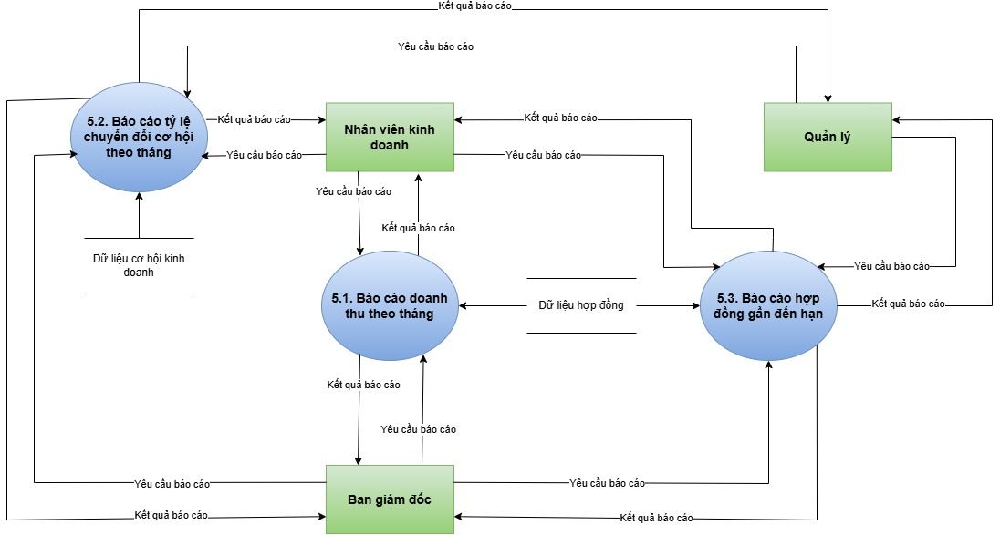 Kết quả báo cáo
Yêu cầu báo cáo
5.2. Báo cáo tỷ lệ
chuyển đổi cơ hội
theo tháng
Kết quả báo cáo
Nhân viên kinh
doanh
Kết quả báo cáo
Quản lý
Yêu cầu báo cáo
Yêu cầu báo cáo
Yêu cầu báo cáo
Kết quả báo cáo
Dữ liệu cơ hội kinh
doanh
Yêu cầu báo cáo
5.1. Báo cáo doanh
thu theo tháng
Dữ liệu hợp đồng
5.3. Báo cáo hợp
đồng gần đến hạn
Kết quả báo cáo
Kết quả báo cáo
Yêu cầu báo cáo
Yêu cầu báo cáo
Ban giám đốc
Yêu cầu báo cáo
Kết quả báo cáo
Kết quả báo cáo